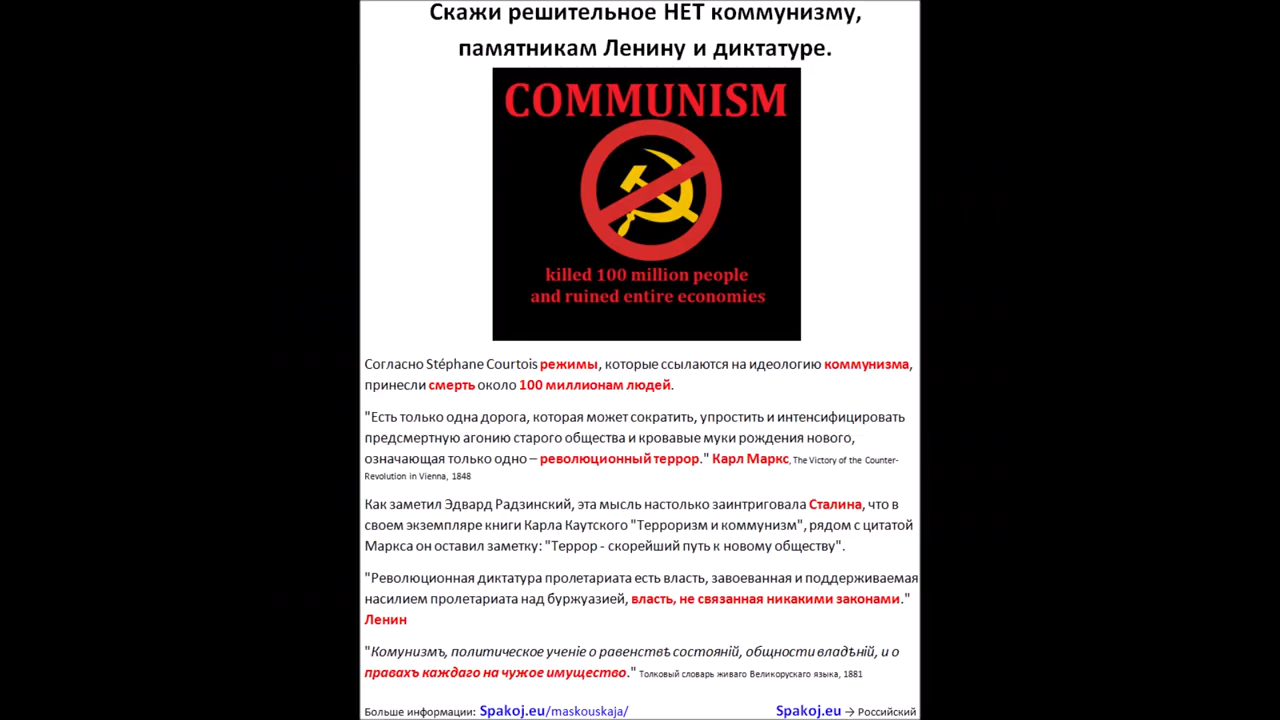 Скажи решительное НЕТ коммунизму,
памятникам Ленину и диктатуре.
COMMUNISM
killed 100 million people
and ruined entire economies
Согласно Stéphane Courtois режимы, которые ссылаются на идеологию коммунизма,
принесли смерть около 100 миллионам людей.
"Есть только одна дорога, которая может сократить, упростить и интенсифицировать
предсмертную агонию старого общества и кровавые муки рождения нового,
означающая только одно – революционный террор." Карл Маркс, The Victory of the Counter-
Revolution in Vienna, 1848
Как заметил Эдвард Радзинский, эта мысль настолько заинтриговала Сталина, что в
своем экземпляре книги Карла Каутского "Терроризм и коммунизм", рядом с цитатой
Маркса он оставил заметку: "Террор - скорейший путь к новому обществу".
"Революционная диктатура пролетариата есть власть, завоеванная и поддерживаемая
насилием пролетариата над буржуазией, власть, не связанная никакими законами."
Ленин
"Комунизмъ, политическое ученіе о равенствѣ состояній, общности владѣній, и о
правахъ каждаго на чужое имущество." Толковый словарь живаго Великорускаго языка, 1881
Больше информации: Spakoj.eu/maskouskaja/ Spakoj.eu → Российский